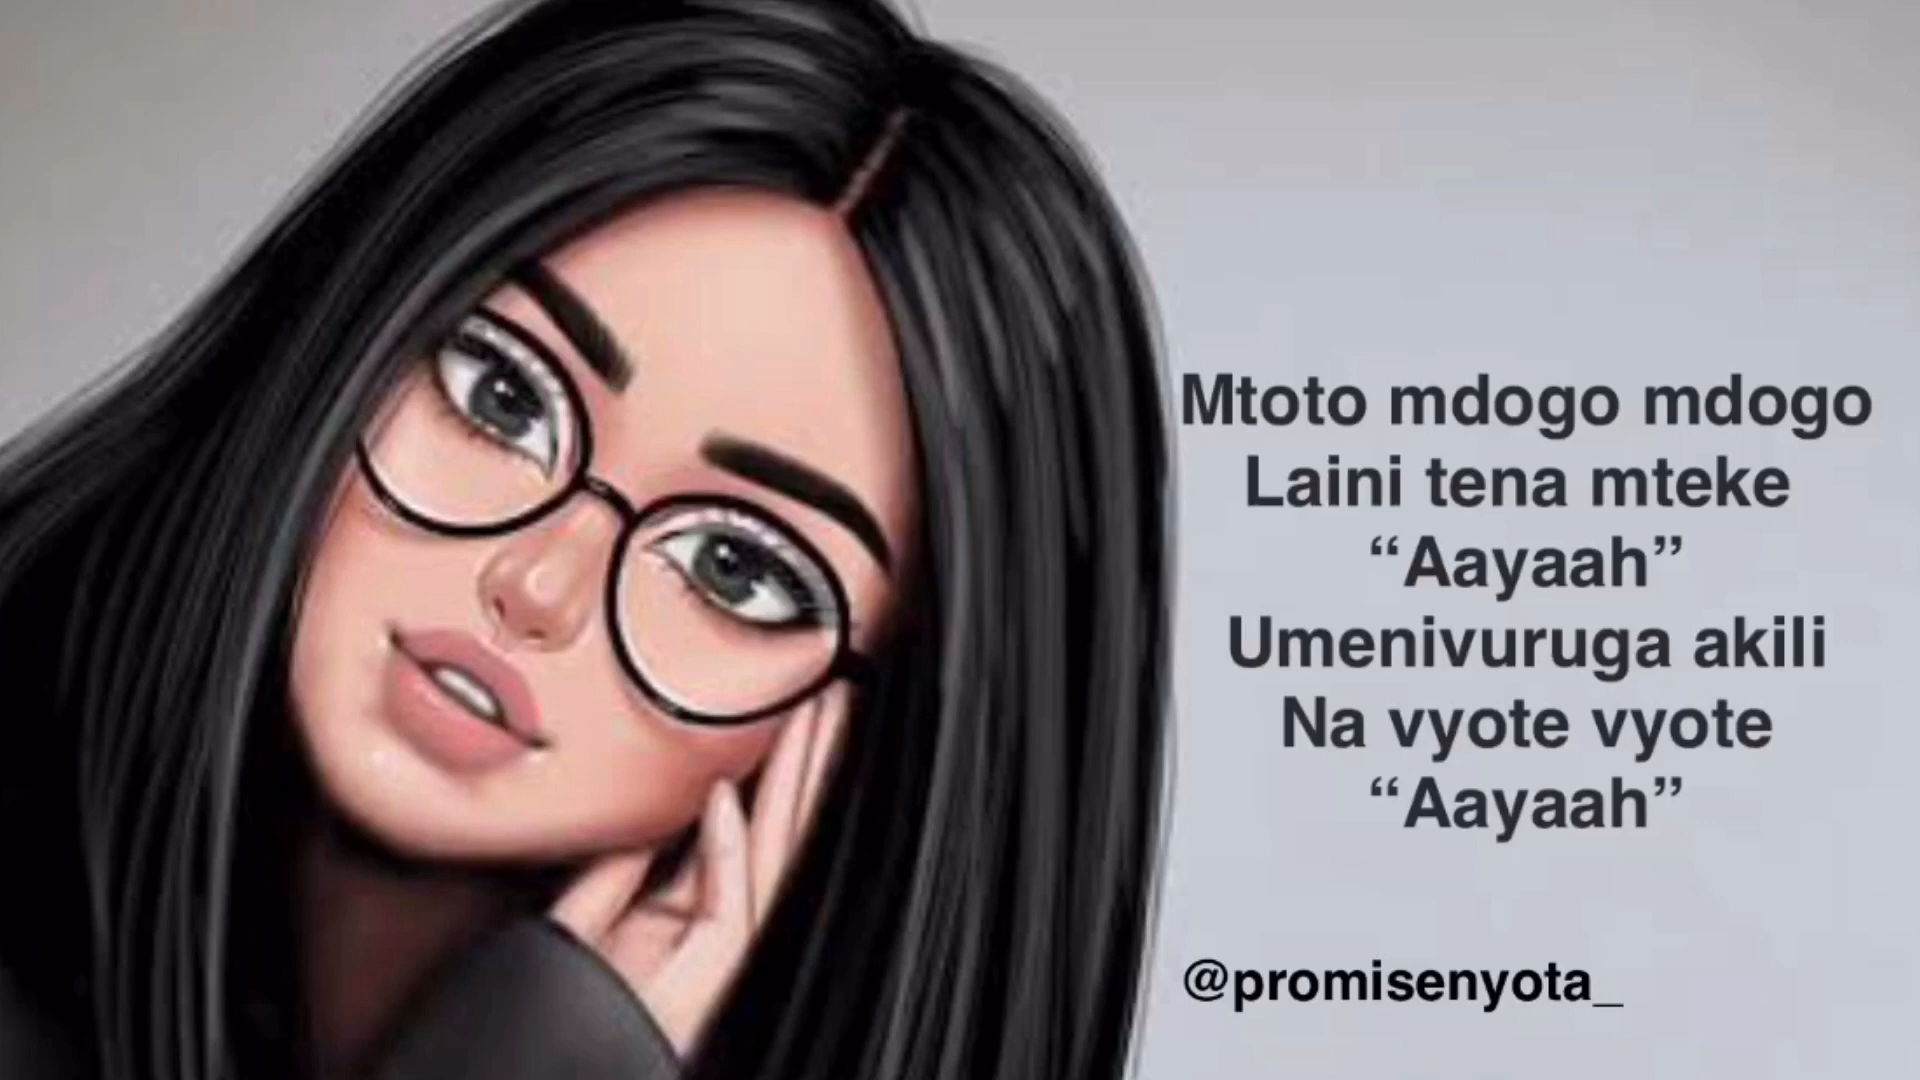 Mtoto mdogo mdogo
Laini tena mteke
“Aayaah”
Umenivuruga akili
Na vyote vyote
“Aayaah”
@promisenyota_